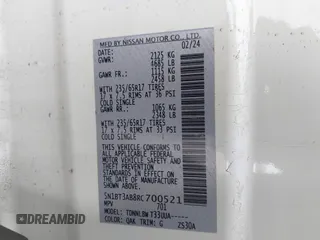 MFD BY NISSAN MOTOR CO., LTD.
DATE: 02/24
GVWR: 2125 KG
4685 LB
GAWR FR.: 1115 KG
2458 LB
WITH 235/65R17 TIRES
17 x 7.5 RIMS AT 36 PSI
COLD SINGLE
GAWR RR.: 1065 KG
2348 LB
WITH 235/65R17 TIRES
17 x 7.5 RIMS AT 33 PSI
COLD SINGLE
THIS VEHICLE CONFORMS TO ALL
APPLICABLE FEDERAL MOTOR
VEHICLE SAFETY AND THEFT
PREVENTION STANDARDS IN EFFECT
ON THE DATE OF MANUFACTURE
SHOWN ABOVE.
5N1BT3AB8RC700521
MPV 701
MODEL:
COLOR: QAK TRIM: G ZS30A